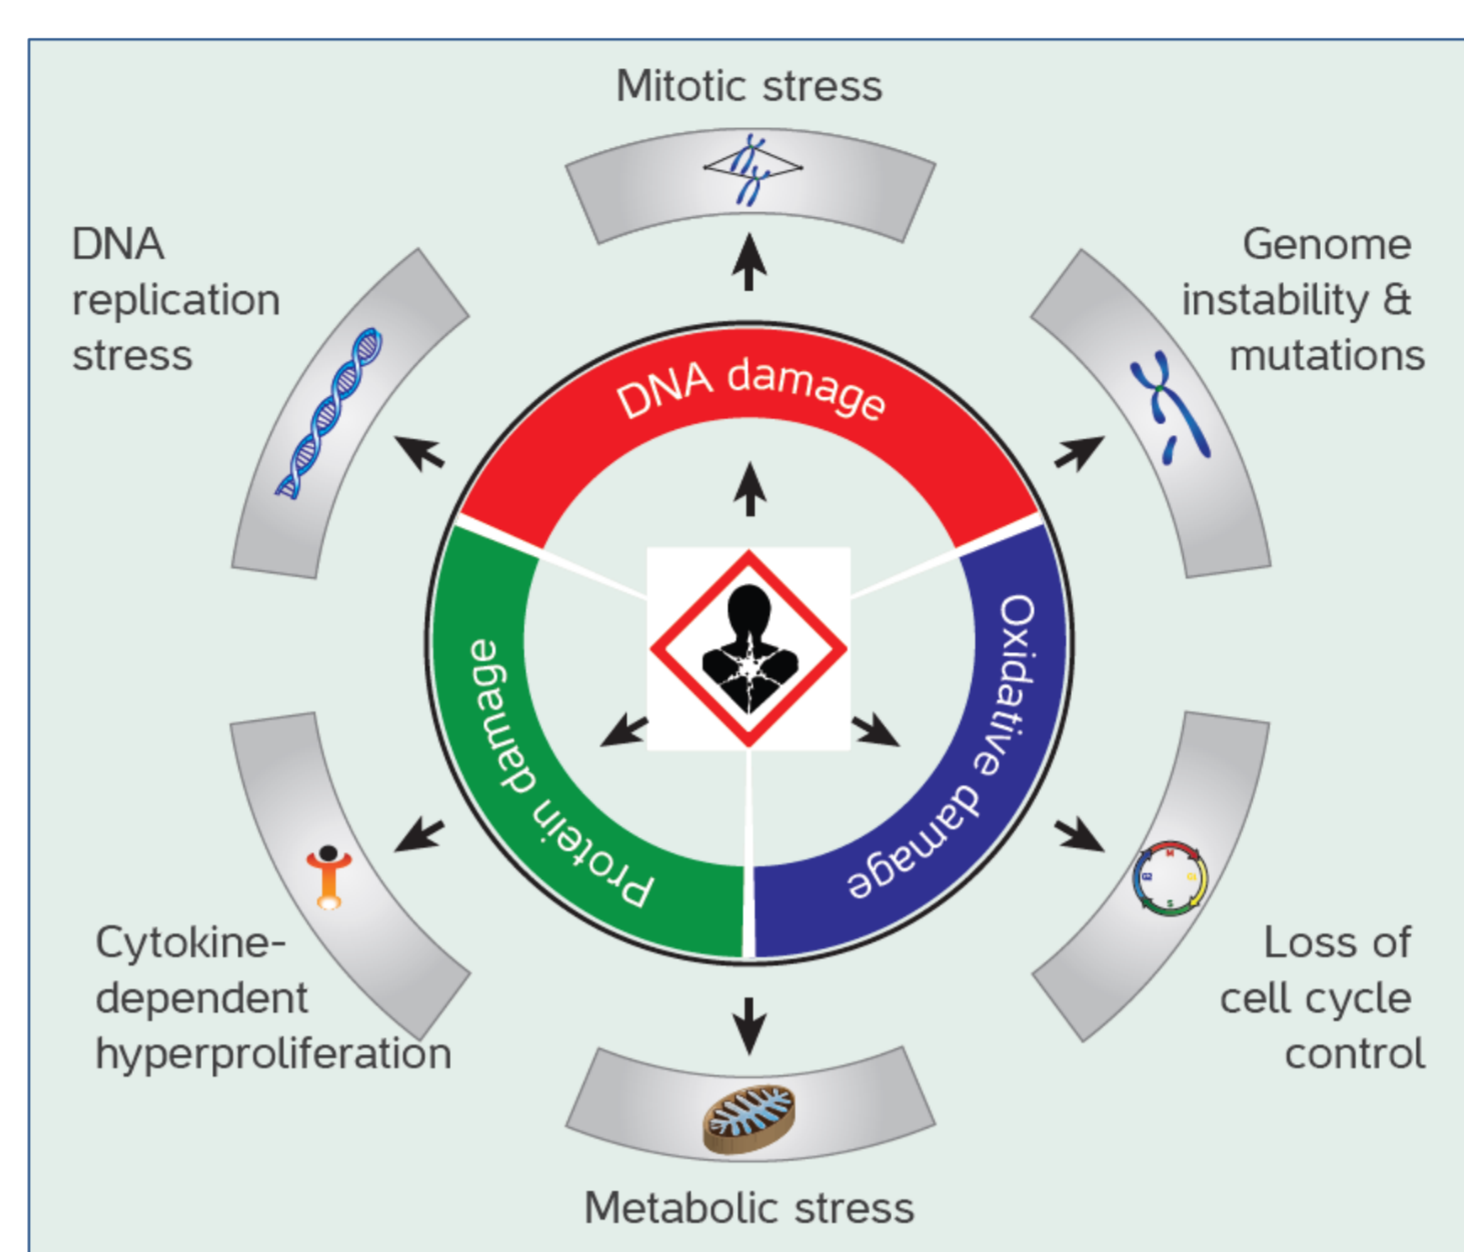 Mitotic stress
DNA
replication
stress
Genome
instability &
mutations
DNA damage
Protein damage
Oxidative damage
M
S
Cytokine-
dependent
hyperproliferation
Loss of
cell cycle
control
Metabolic stress